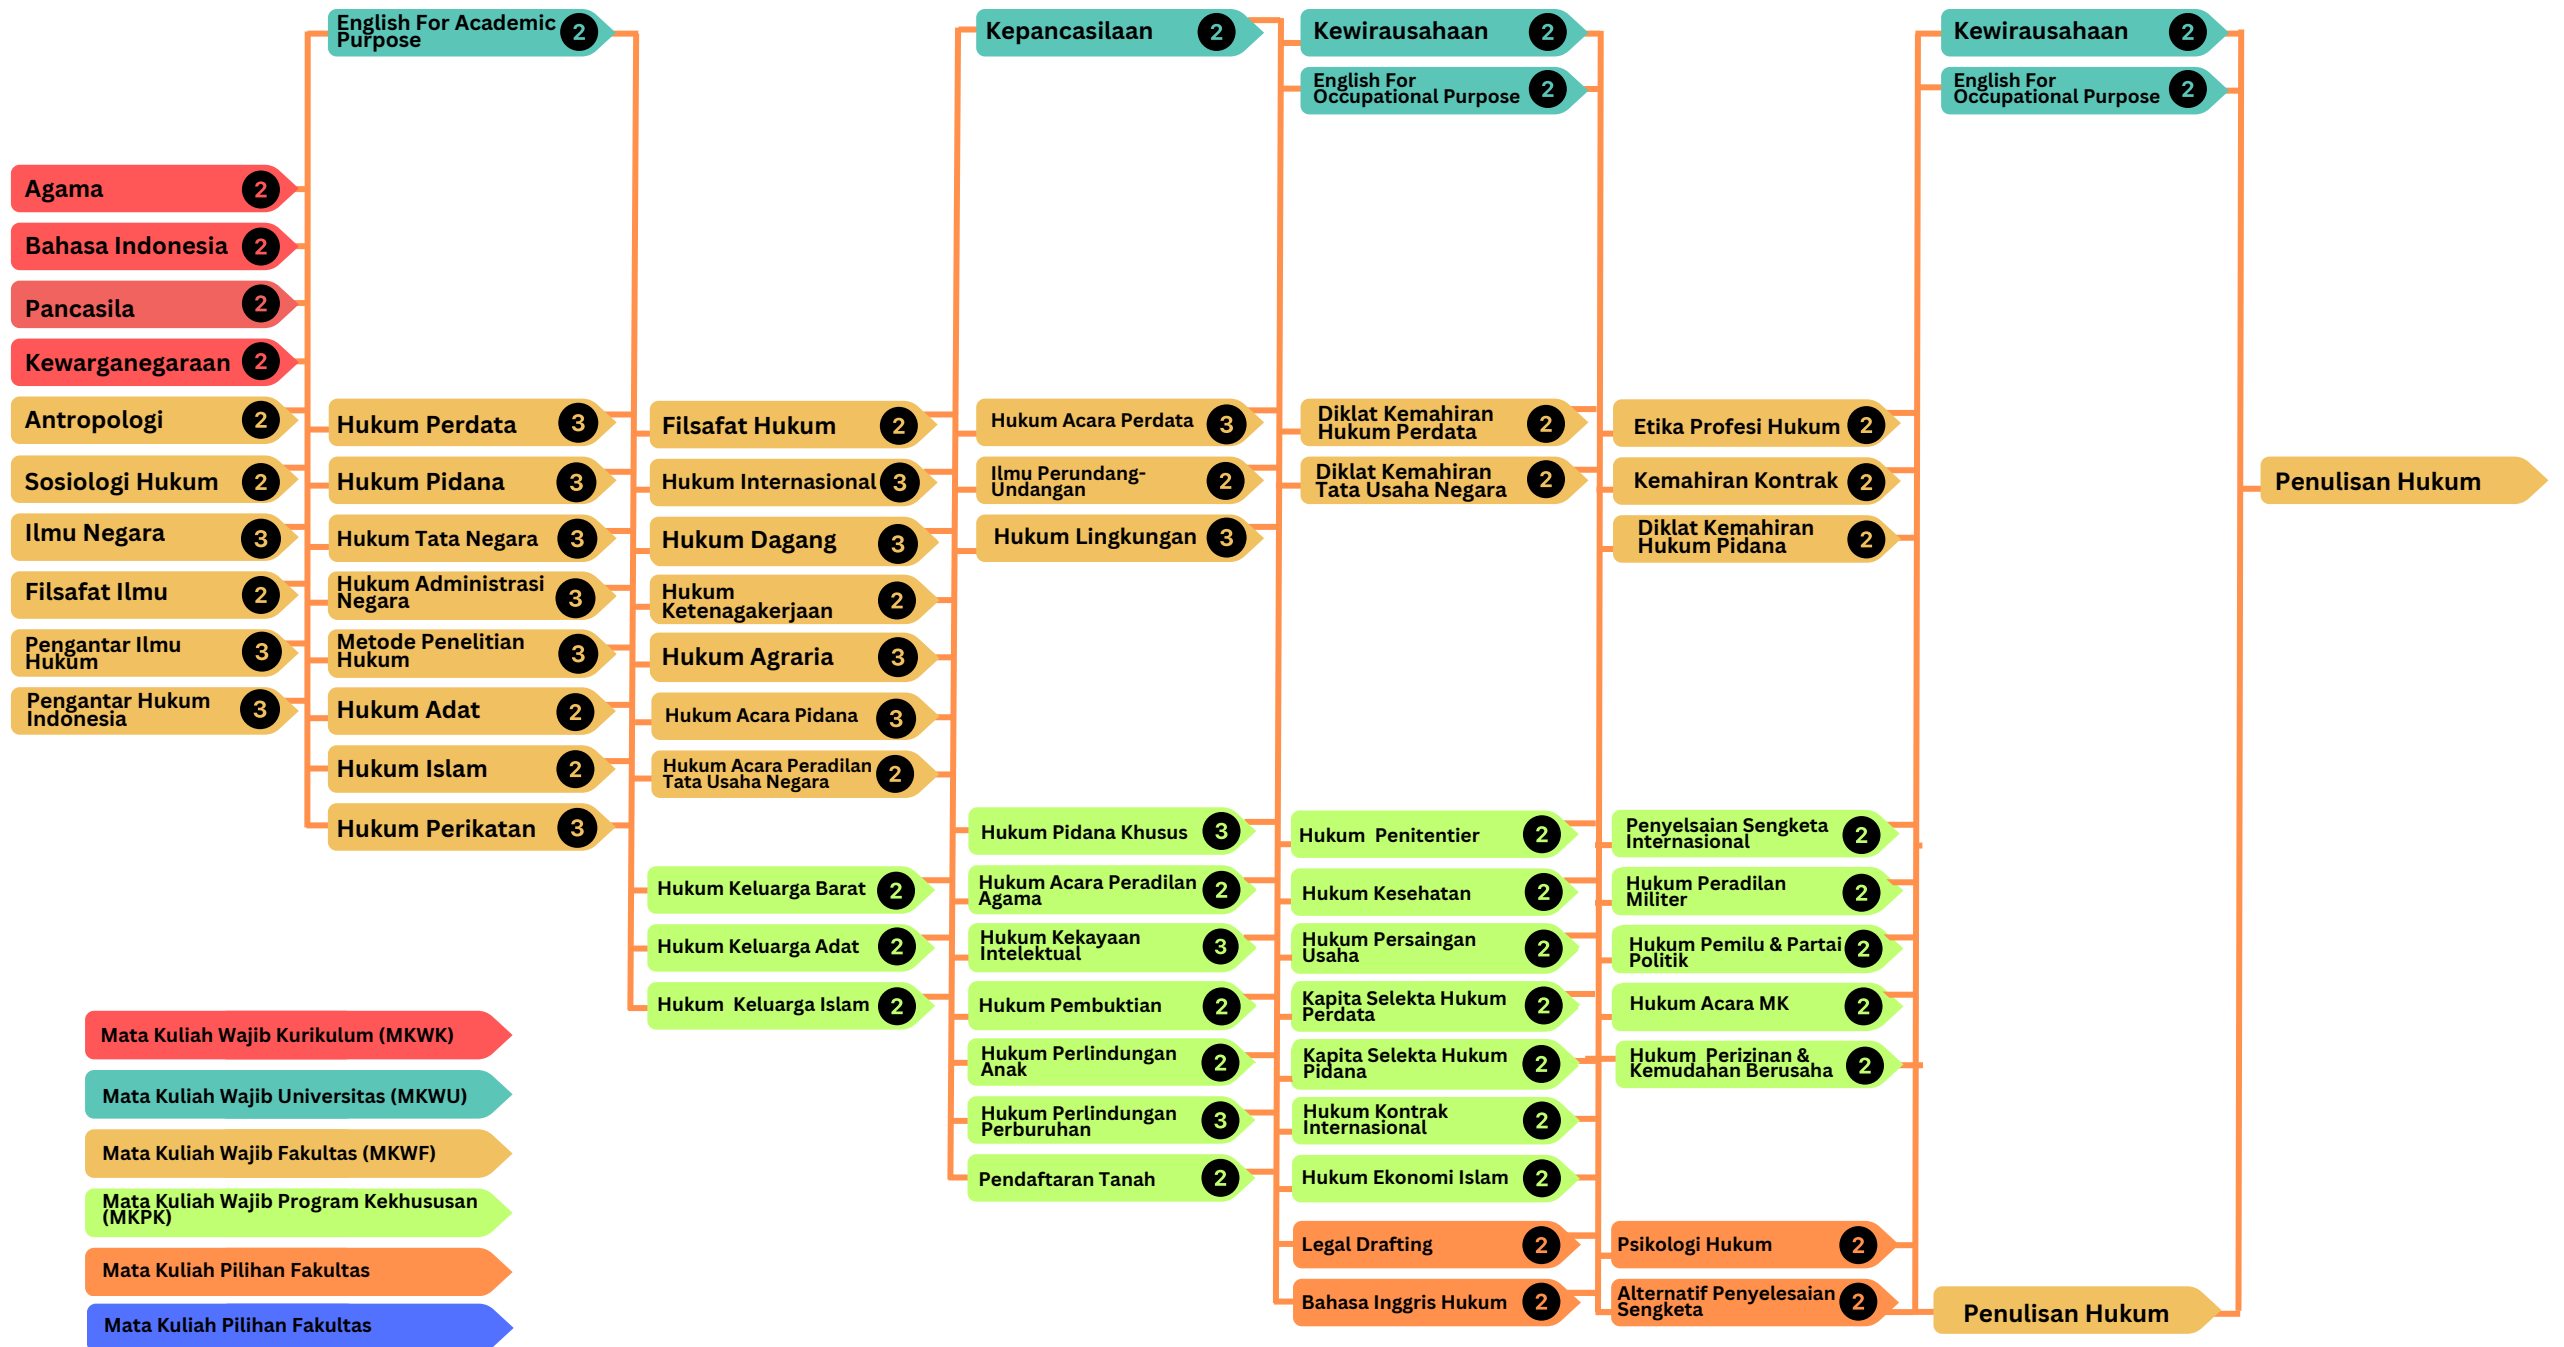 Agama 2
Bahasa Indonesia 2
Pancasila 2
Kewarganegaraan 2
Antropologi 2
Sosiologi Hukum 2
Ilmu Negara 3
Filsafat Ilmu 2
Pengantar Ilmu
Hukum 3
Pengantar Hukum
Indonesia 3
English For Academic
Purpose 2
Hukum Perdata 3
Hukum Pidana 3
Hukum Tata Negara 3
Hukum Administrasi
Negara 3
Metode Penelitian
Hukum 3
Hukum Adat 2
Hukum Islam 2
Hukum Perikatan 3
Filsafat Hukum 2
Hukum Internasional 3
Hukum Dagang 3
Hukum
Ketenagakerjaan 2
Hukum Agraria 3
Hukum Acara Pidana 3
Hukum Acara Peradilan
Tata Usaha Negara 2
Hukum Keluarga Barat 2
Hukum Keluarga Adat 2
Hukum Keluarga Islam 2
Kepancasilaan 2
Hukum Acara Perdata 3
Ilmu Perundang-
Undangan 2
Hukum Lingkungan 3
Hukum Pidana Khusus 3
Hukum Acara Peradilan
Agama 2
Hukum Kekayaan
Intelektual 3
Hukum Pembuktian 2
Hukum Perlindungan
Anak 2
Hukum Perlindungan
Perburuhan 3
Pendaftaran Tanah 2
Kewirausahaan 2
English For
Occupational Purpose 2
Diklat Kemahiran
Hukum Perdata 2
Diklat Kemahiran
Tata Usaha Negara 2
Hukum Penitentier 2
Hukum Kesehatan 2
Hukum Persaingan
Usaha 2
Kapita Selekta Hukum
Perdata 2
Kapita Selekta Hukum
Pidana 2
Hukum Kontrak
Internasional 2
Hukum Ekonomi Islam 2
Legal Drafting 2
Bahasa Inggris Hukum 2
Etika Profesi Hukum 2
Kemahiran Kontrak 2
Diklat Kemahiran
Hukum Pidana 2
Penyelsaian Sengketa
Internasional 2
Hukum Peradilan
Militer 2
Hukum Pemilu & Partai
Politik 2
Hukum Acara MK 2
Hukum Perizinan &
Kemudahan Berusaha 2
Psikologi Hukum 2
Alternatif Penyelesaian
Sengketa 2
Kewirausahaan 2
English For
Occupational Purpose 2
Penulisan Hukum
Penulisan Hukum
Mata Kuliah Wajib Kurikulum (MKWK)
Mata Kuliah Wajib Universitas (MKWU)
Mata Kuliah Wajib Fakultas (MKWF)
Mata Kuliah Wajib Program Kekhususan
(MKPK)
Mata Kuliah Pilihan Fakultas
Mata Kuliah Pilihan Fakultas